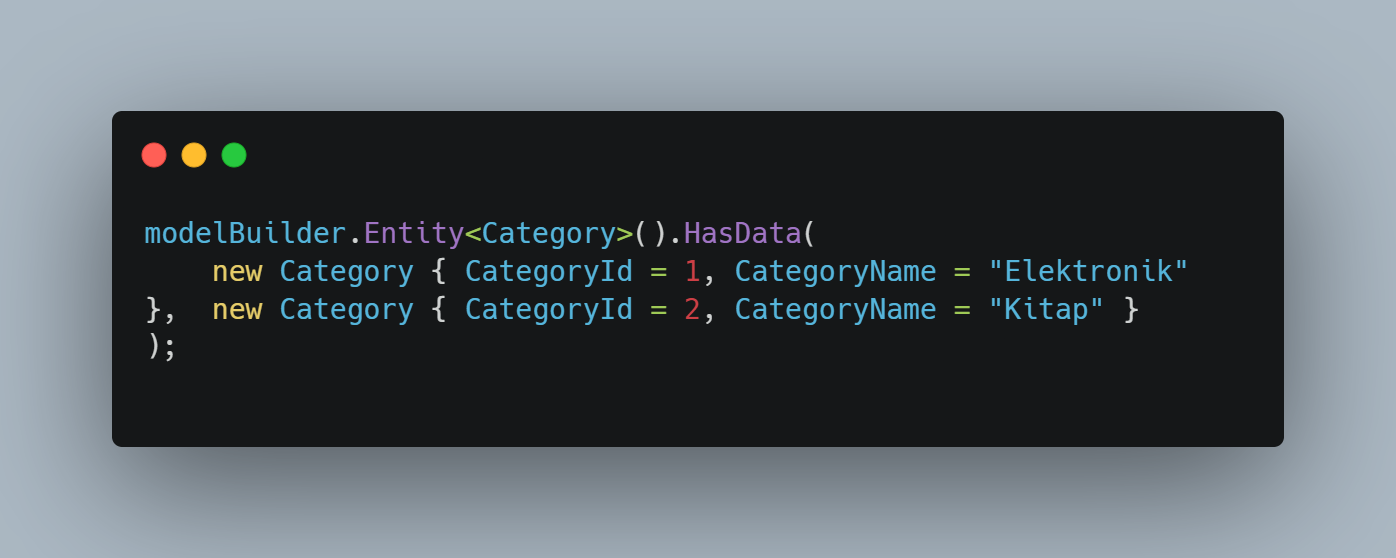 modelBuilder.Entity<Category>().HasData(
    new Category { CategoryId = 1, CategoryName = "Elektronik"
},  new Category { CategoryId = 2, CategoryName = "Kitap" }
);